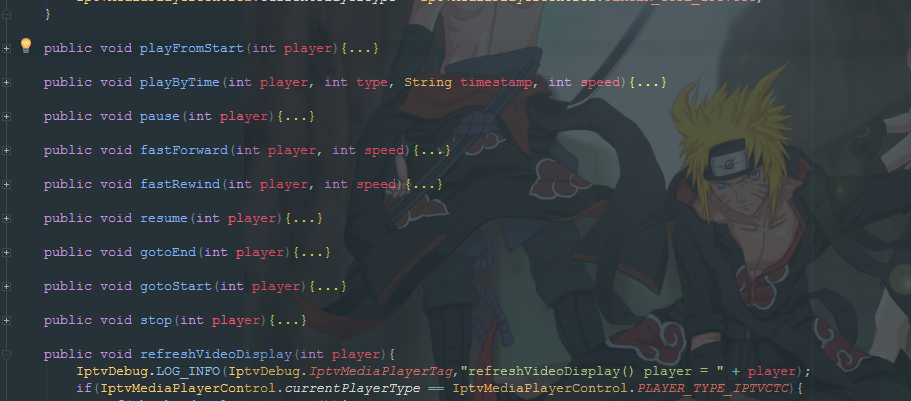 }
public void playFromStart(int player){...}
public void playByTime(int player, int type, String timestamp, int speed){...}
public void pause(int player){...}
public void fastForward(int player, int speed){...}
public void fastRewind(int player, int speed){...}
public void resume(int player){...}
public void gotoEnd(int player){...}
public void gotoStart(int player){...}
public void stop(int player){...}
public void refreshVideoDisplay(int player){
IptvDebug.LOG_INFO(IptvDebug.IptvMediaPlayerTag,"refreshVideoDisplay() player = " + player);
if(IptvMediaPlayerControl.currentPlayerType == IptvMediaPlayerControl.PLAYER_TYPE_IPTVCTC){